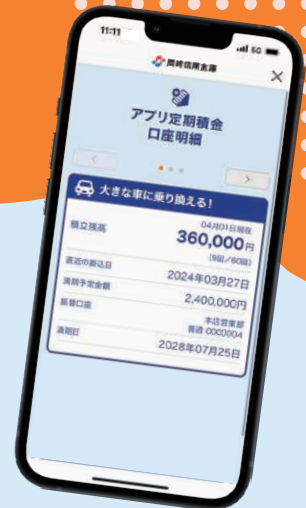 11:11
5G
岡崎信用金庫
アプリ定期積金
口座明細
大きな車に乗り換える!
04月01日現在
積立残高 360,000円
(9回/60回)
直近の振込日 2024年03月27日
満期予定金額 2,400,000円
振替口座 本店営業部
普通 0000004
満期日 2028年07月25日